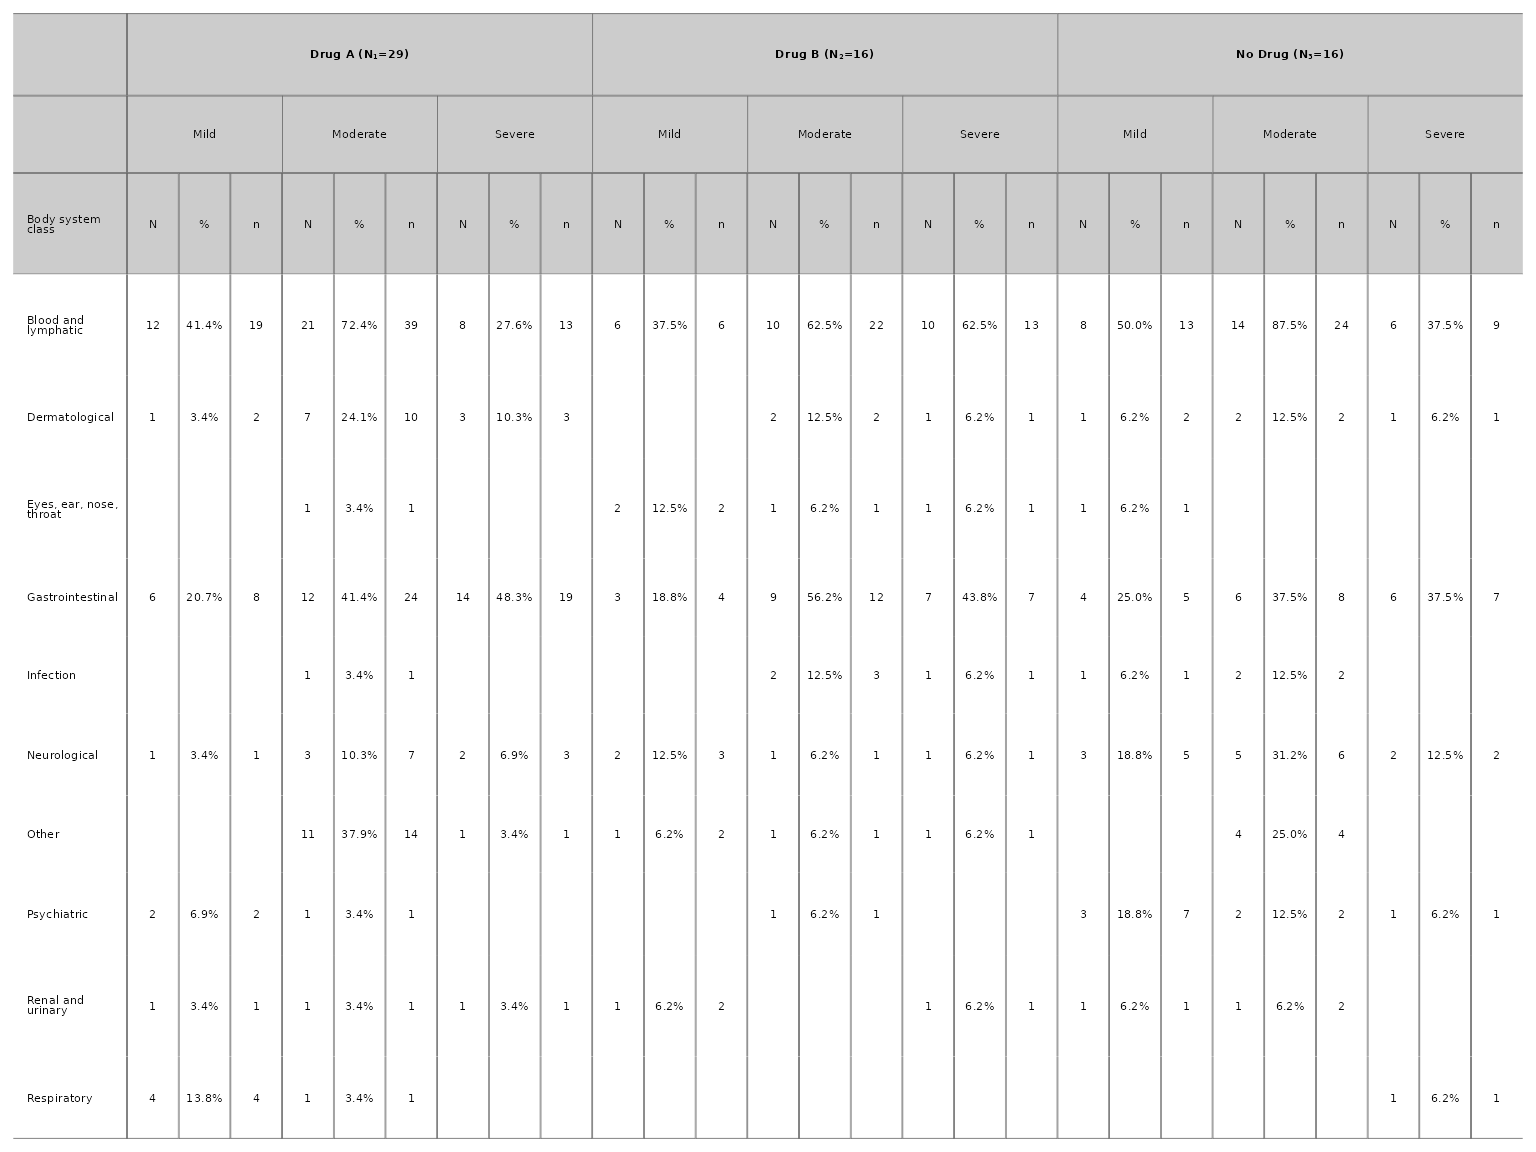 Drug A (N₁=29) Drug B (N₂=16) No Drug (N₃=16)
Mild Moderate Severe Mild Moderate Severe Mild Moderate Severe
Body system
class
N % n N % n N % n N % n N % n N % n N % n N % n N % n
Blood and
lymphatic
12 41.4% 19 21 72.4% 39 8 27.6% 13 6 37.5% 6 10 62.5% 22 10 62.5% 13 8 50.0% 13 14 87.5% 24 6 37.5% 9
Dermatological 1 3.4% 2 7 24.1% 10 3 10.3% 3 2 12.5% 2 1 6.2% 1 1 6.2% 2 2 12.5% 2 1 6.2% 1
Eyes, ear, nose,
throat
1 3.4% 1 2 12.5% 2 1 6.2% 1 1 6.2% 1 1 6.2% 1
Gastrointestinal 6 20.7% 8 12 41.4% 24 14 48.3% 19 3 18.8% 4 9 56.2% 12 7 43.8% 7 4 25.0% 5 6 37.5% 8 6 37.5% 7
Infection 1 3.4% 1 2 12.5% 3 1 6.2% 1 1 6.2% 1 2 12.5% 2
Neurological 1 3.4% 1 3 10.3% 7 2 6.9% 3 2 12.5% 3 1 6.2% 1 1 6.2% 1 3 18.8% 5 5 31.2% 6 2 12.5% 2
Other 11 37.9% 14 1 3.4% 1 1 6.2% 2 1 6.2% 1 1 6.2% 1 4 25.0% 4
Psychiatric 2 6.9% 2 1 3.4% 1 1 6.2% 1 3 18.8% 7 2 12.5% 2 1 6.2% 1
Renal and
urinary
1 3.4% 1 1 3.4% 1 1 3.4% 1 1 6.2% 2 1 6.2% 1 1 6.2% 1 1 6.2% 2
Respiratory 4 13.8% 4 1 3.4% 1 1 6.2% 1